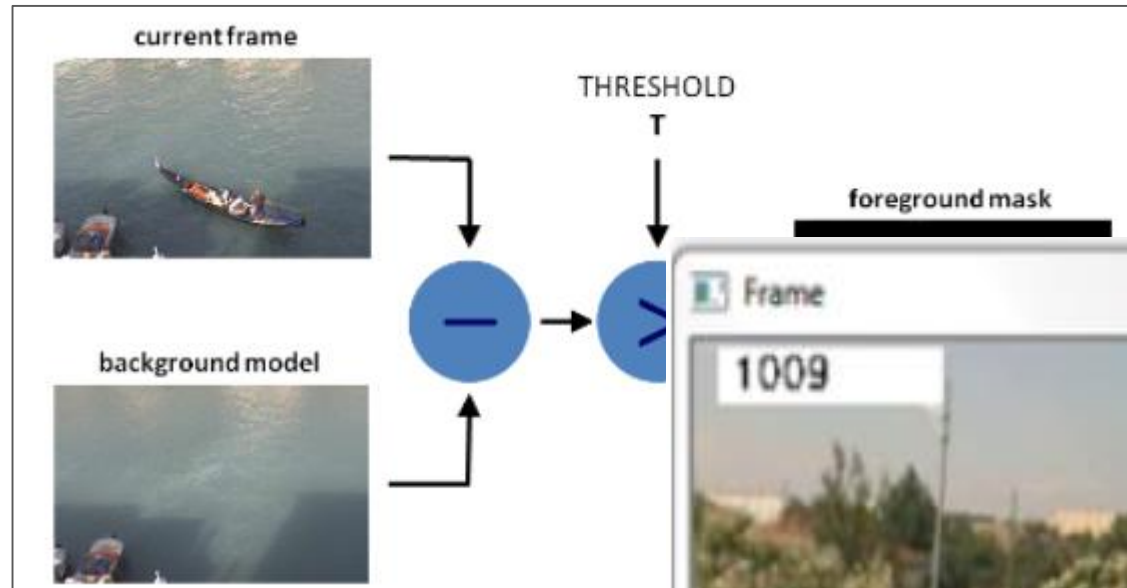 current frame
THRESHOLD
T
foreground mask
−
>
Frame
1009
background model